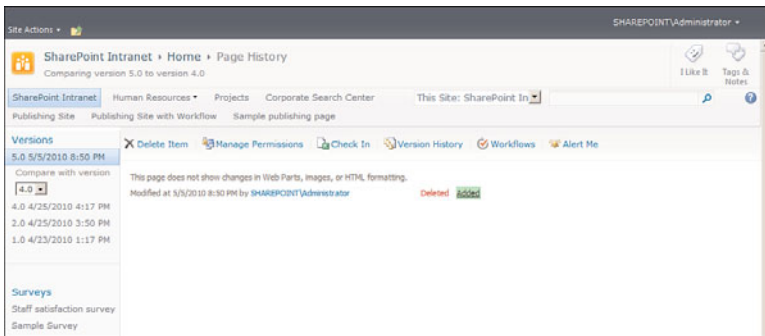 SHAREPOINT\Administrator
Site Actions
SharePoint Intranet Home Page History
Comparing version 5.0 to version 4.0
I Like It
Tags & Notes
SharePoint Intranet Human Resources Projects Corporate Search Center This Site: SharePoint In
Publishing Site Publishing Site with Workflow Sample publishing page
Versions
5.0 5/5/2010 8:50 PM
Compare with version
4.0
4.0 4/25/2010 4:17 PM
2.0 4/25/2010 3:50 PM
1.0 4/23/2010 1:17 PM
Delete Item Manage Permissions Check In Version History Workflows Alert Me
This page does not show changes in Web Parts, images, or HTML formatting.
Modified at 5/5/2010 8:50 PM by SHAREPOINT\Administrator Deleted Added
Surveys
Staff satisfaction survey
Sample Survey